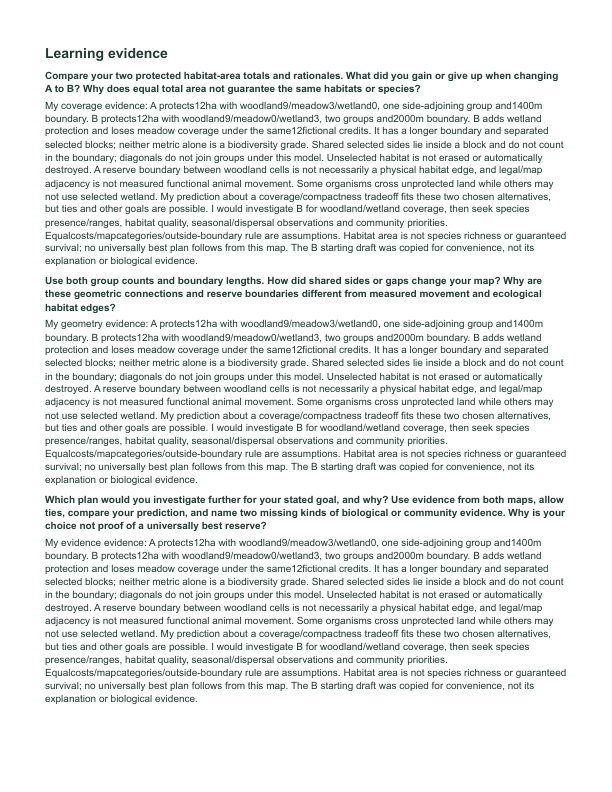 Learning evidence
Compare your two protected habitat-area totals and rationales. What did you gain or give up when changing
A to B? Why does equal total area not guarantee the same habitats or species?
My coverage evidence: A protects12ha with woodland9/meadow3/wetland0, one side-adjoining group and1400m
boundary. B protects12ha with woodland9/meadow0/wetland3, two groups and2000m boundary. B adds wetland
protection and loses meadow coverage under the same12fictional credits. It has a longer boundary and separated
selected blocks; neither metric alone is a biodiversity grade. Shared selected sides lie inside a block and do not count
in the boundary; diagonals do not join groups under this model. Unselected habitat is not erased or automatically
destroyed. A reserve boundary between woodland cells is not necessarily a physical habitat edge, and legal/map
adjacency is not measured functional animal movement. Some organisms cross unprotected land while others may
not use selected wetland. My prediction about a coverage/compactness tradeoff fits these two chosen alternatives,
but ties and other goals are possible. I would investigate B for woodland/wetland coverage, then seek species
presence/ranges, habitat quality, seasonal/dispersal observations and community priorities.
Equalcosts/mapcategories/outside-boundary rule are assumptions. Habitat area is not species richness or guaranteed
survival; no universally best plan follows from this map. The B starting draft was copied for convenience, not its
explanation or biological evidence.
Use both group counts and boundary lengths. How did shared sides or gaps change your map? Why are
these geometric connections and reserve boundaries different from measured movement and ecological
habitat edges?
My geometry evidence: A protects12ha with woodland9/meadow3/wetland0, one side-adjoining group and1400m
boundary. B protects12ha with woodland9/meadow0/wetland3, two groups and2000m boundary. B adds wetland
protection and loses meadow coverage under the same12fictional credits. It has a longer boundary and separated
selected blocks; neither metric alone is a biodiversity grade. Shared selected sides lie inside a block and do not count
in the boundary; diagonals do not join groups under this model. Unselected habitat is not erased or automatically
destroyed. A reserve boundary between woodland cells is not necessarily a physical habitat edge, and legal/map
adjacency is not measured functional animal movement. Some organisms cross unprotected land while others may
not use selected wetland. My prediction about a coverage/compactness tradeoff fits these two chosen alternatives,
but ties and other goals are possible. I would investigate B for woodland/wetland coverage, then seek species
presence/ranges, habitat quality, seasonal/dispersal observations and community priorities.
Equalcosts/mapcategories/outside-boundary rule are assumptions. Habitat area is not species richness or guaranteed
survival; no universally best plan follows from this map. The B starting draft was copied for convenience, not its
explanation or biological evidence.
Which plan would you investigate further for your stated goal, and why? Use evidence from both maps, allow
ties, compare your prediction, and name two missing kinds of biological or community evidence. Why is your
choice not proof of a universally best reserve?
My evidence evidence: A protects12ha with woodland9/meadow3/wetland0, one side-adjoining group and1400m
boundary. B protects12ha with woodland9/meadow0/wetland3, two groups and2000m boundary. B adds wetland
protection and loses meadow coverage under the same12fictional credits. It has a longer boundary and separated
selected blocks; neither metric alone is a biodiversity grade. Shared selected sides lie inside a block and do not count
in the boundary; diagonals do not join groups under this model. Unselected habitat is not erased or automatically
destroyed. A reserve boundary between woodland cells is not necessarily a physical habitat edge, and legal/map
adjacency is not measured functional animal movement. Some organisms cross unprotected land while others may
not use selected wetland. My prediction about a coverage/compactness tradeoff fits these two chosen alternatives,
but ties and other goals are possible. I would investigate B for woodland/wetland coverage, then seek species
presence/ranges, habitat quality, seasonal/dispersal observations and community priorities.
Equalcosts/mapcategories/outside-boundary rule are assumptions. Habitat area is not species richness or guaranteed
survival; no universally best plan follows from this map. The B starting draft was copied for convenience, not its
explanation or biological evidence.